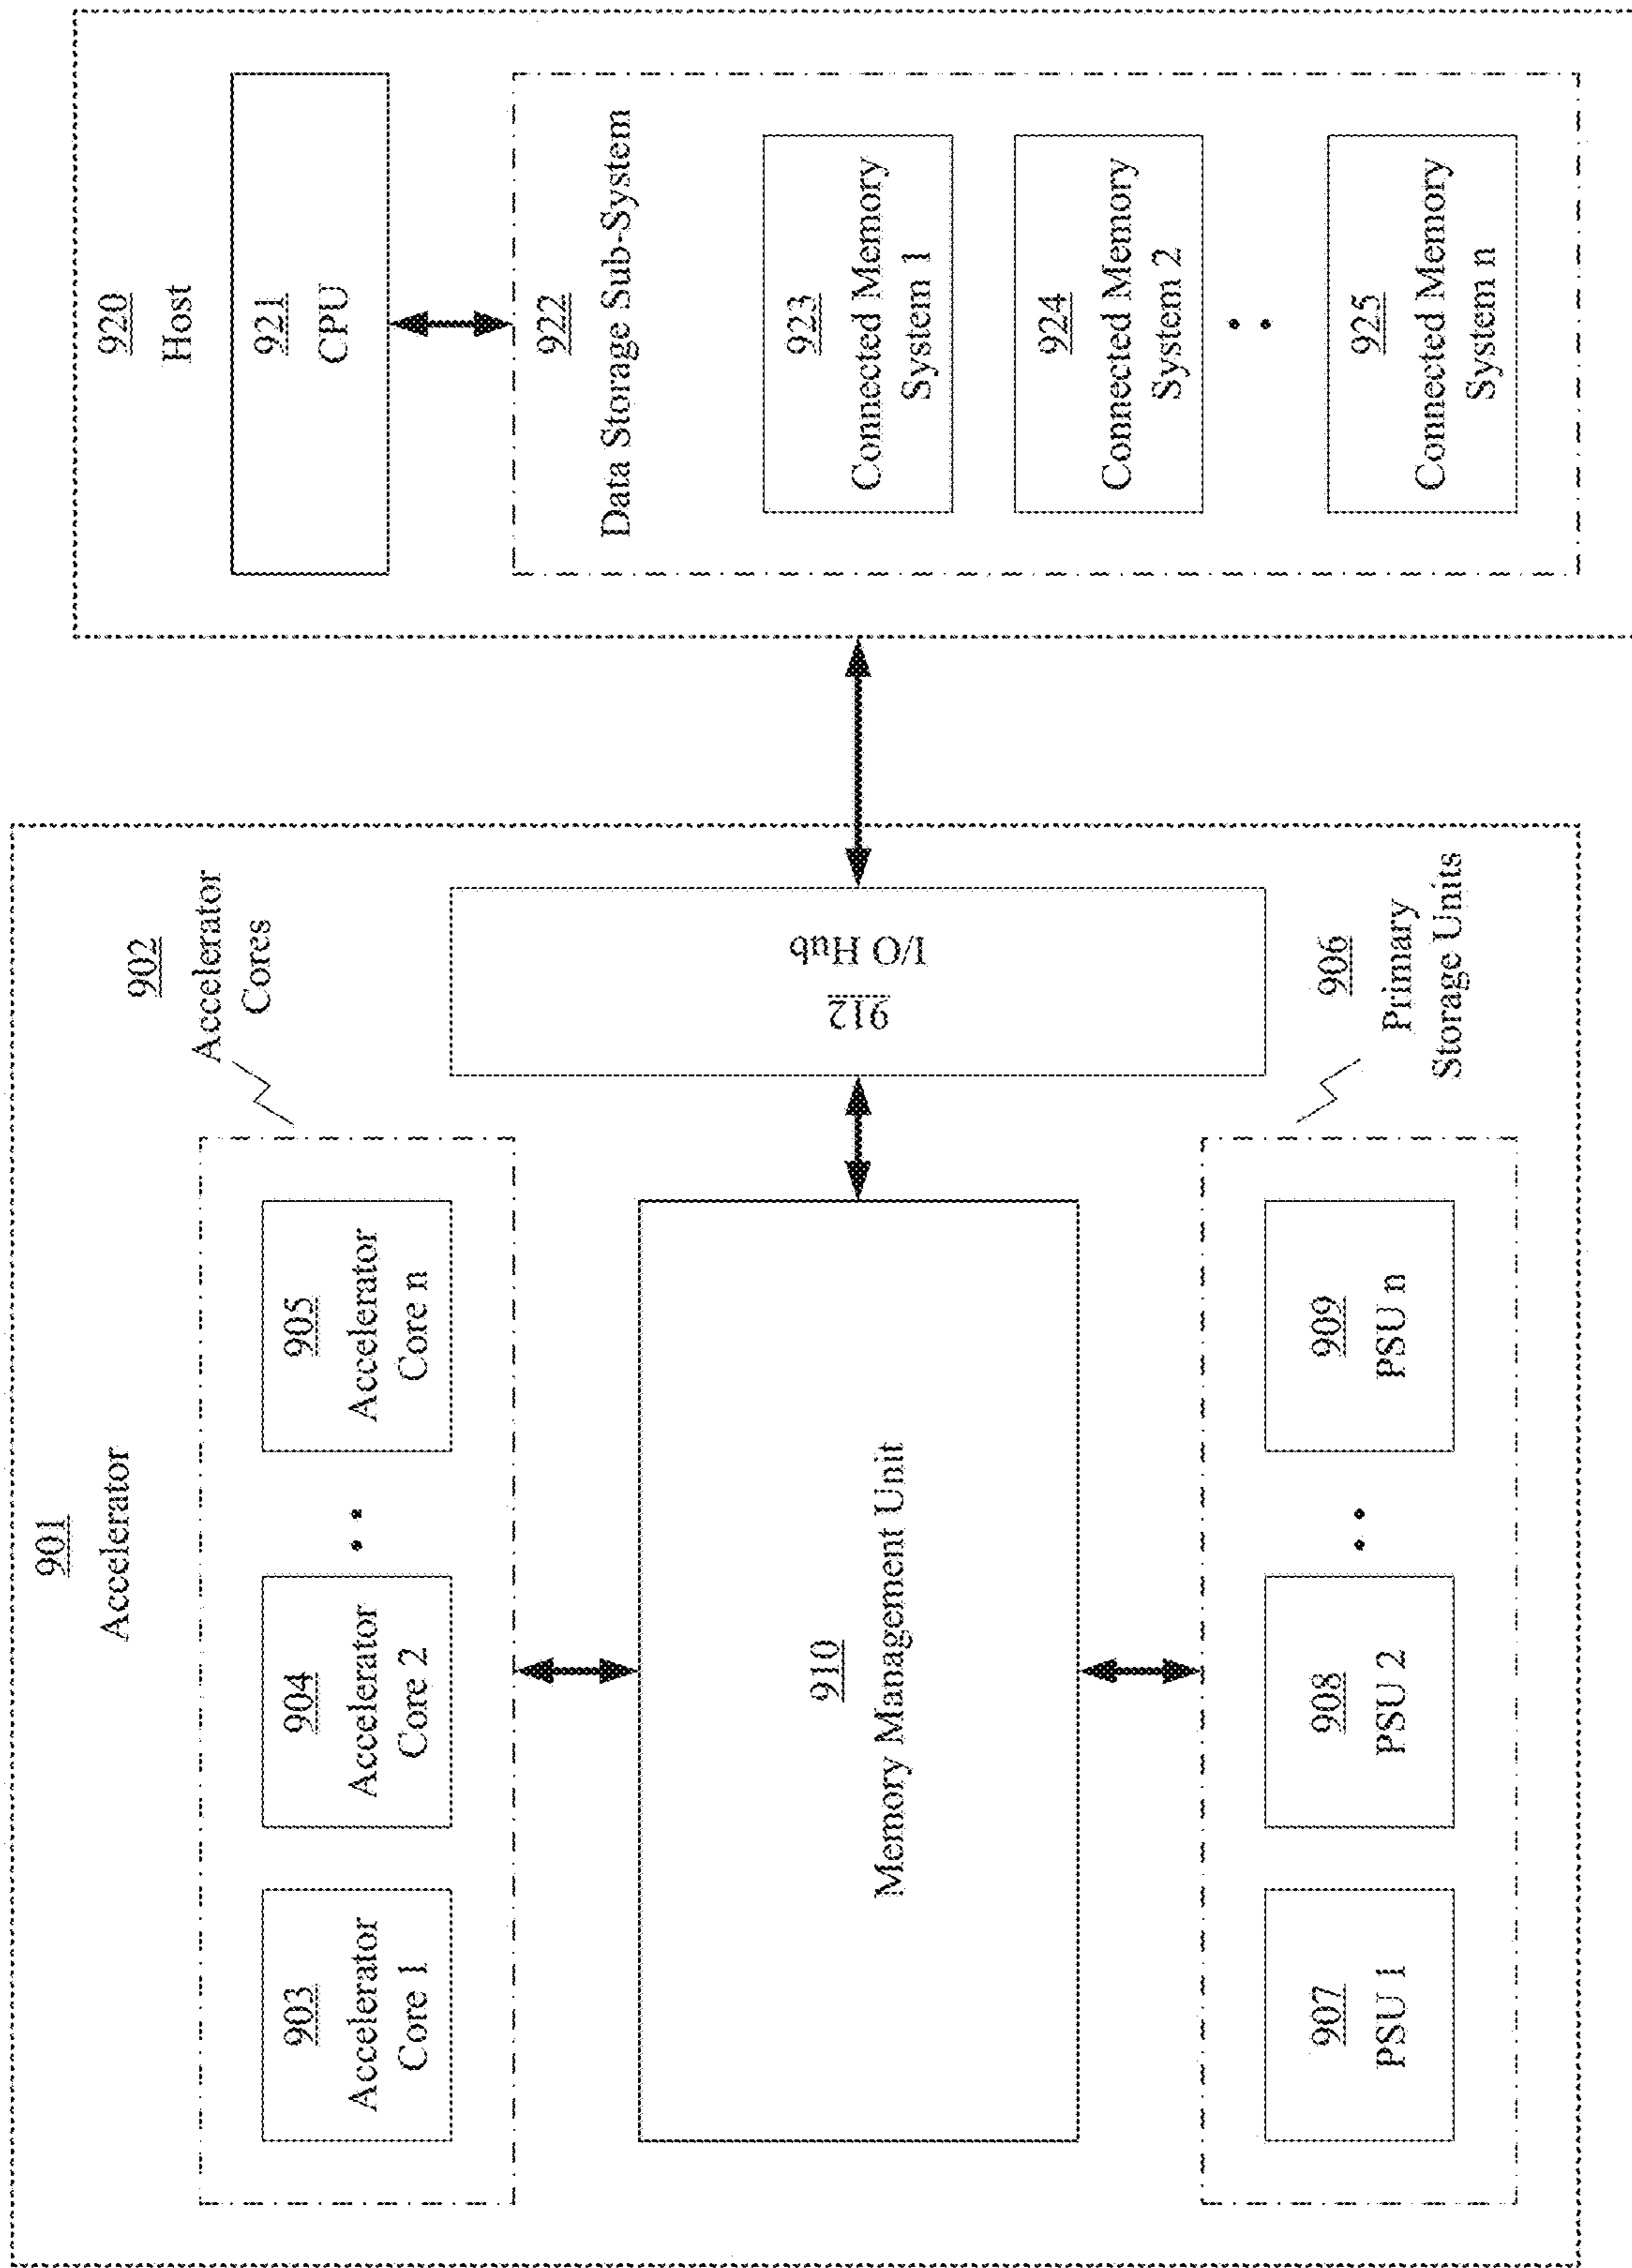 901
Accelerator
902
Accelerator
Cores
903
Accelerator
Core 1
904
Accelerator
Core 2
905
Accelerator
Core n
910
Memory Management Unit
912
I/O Hub
906
Primary
Storage Units
907
PSU 1
908
PSU 2
909
PSU n
920
Host
921
CPU
922
Data Storage Sub-System
923
Connected Memory
System 1
924
Connected Memory
System 2
925
Connected Memory
System n